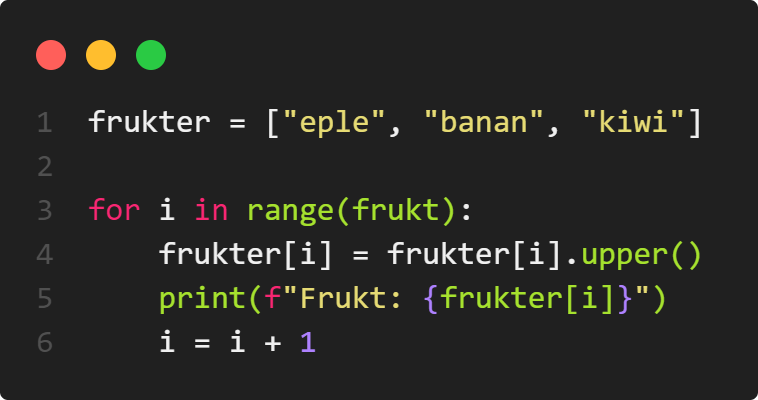 1 frukter = ["eple", "banan", "kiwi"]
2
3 for i in range(frukt):
4     frukter[i] = frukter[i].upper()
5     print(f"Frukt: {frukter[i]}")
6     i = i + 1